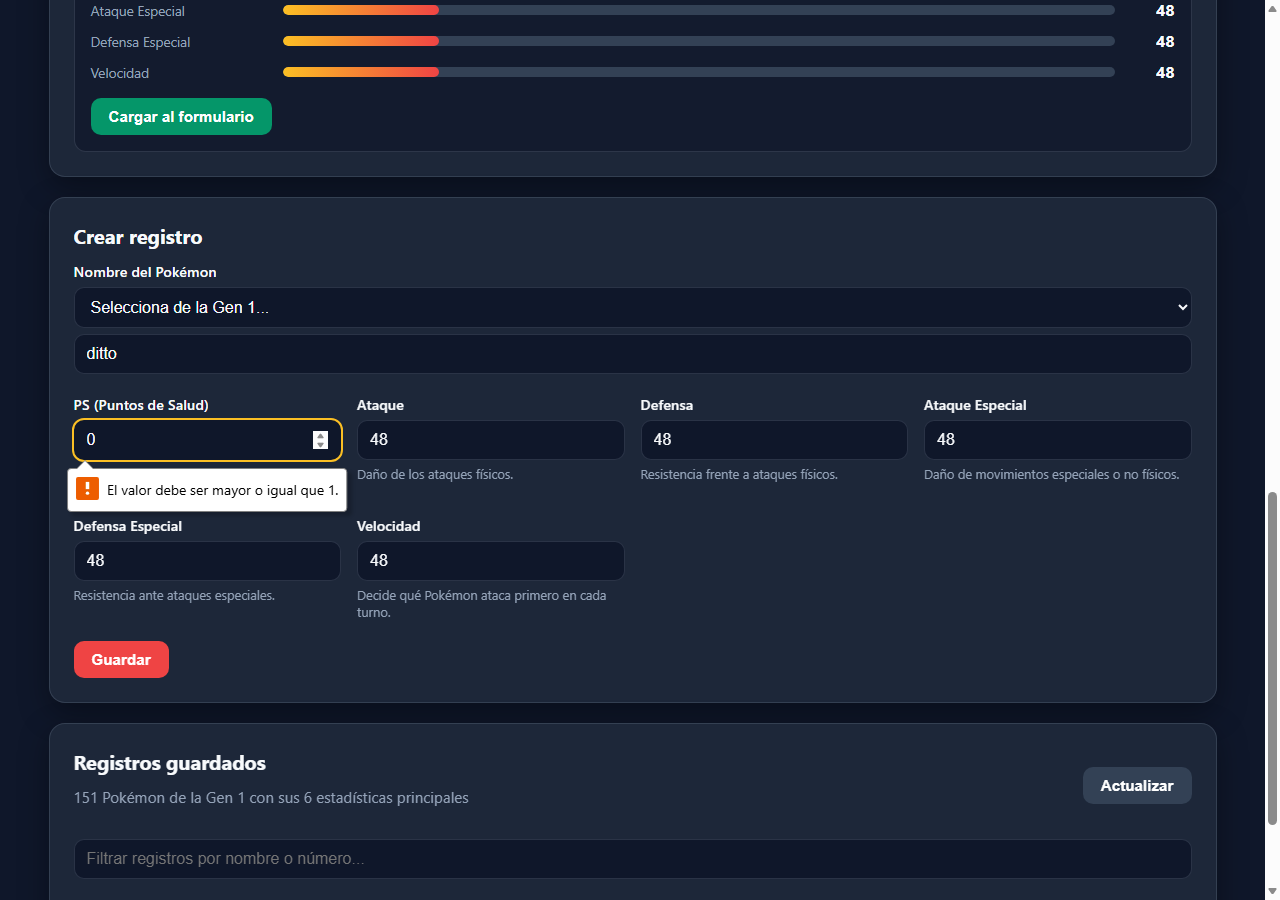 Ataque Especial 48
Defensa Especial 48
Velocidad 48
Cargar al formulario
Crear registro
Nombre del Pokémon
Selecciona de la Gen 1...
ditto
PS (Puntos de Salud) Ataque Defensa Ataque Especial
0 48 48 48
Daño de los ataques físicos. Resistencia frente a ataques físicos. Daño de movimientos especiales o no físicos.
! El valor debe ser mayor o igual que 1.
Defensa Especial Velocidad
48 48
Resistencia ante ataques especiales. Decide qué Pokémon ataca primero en cada
turno.
Guardar
Registros guardados
Actualizar
151 Pokémon de la Gen 1 con sus 6 estadísticas principales
Filtrar registros por nombre o número...